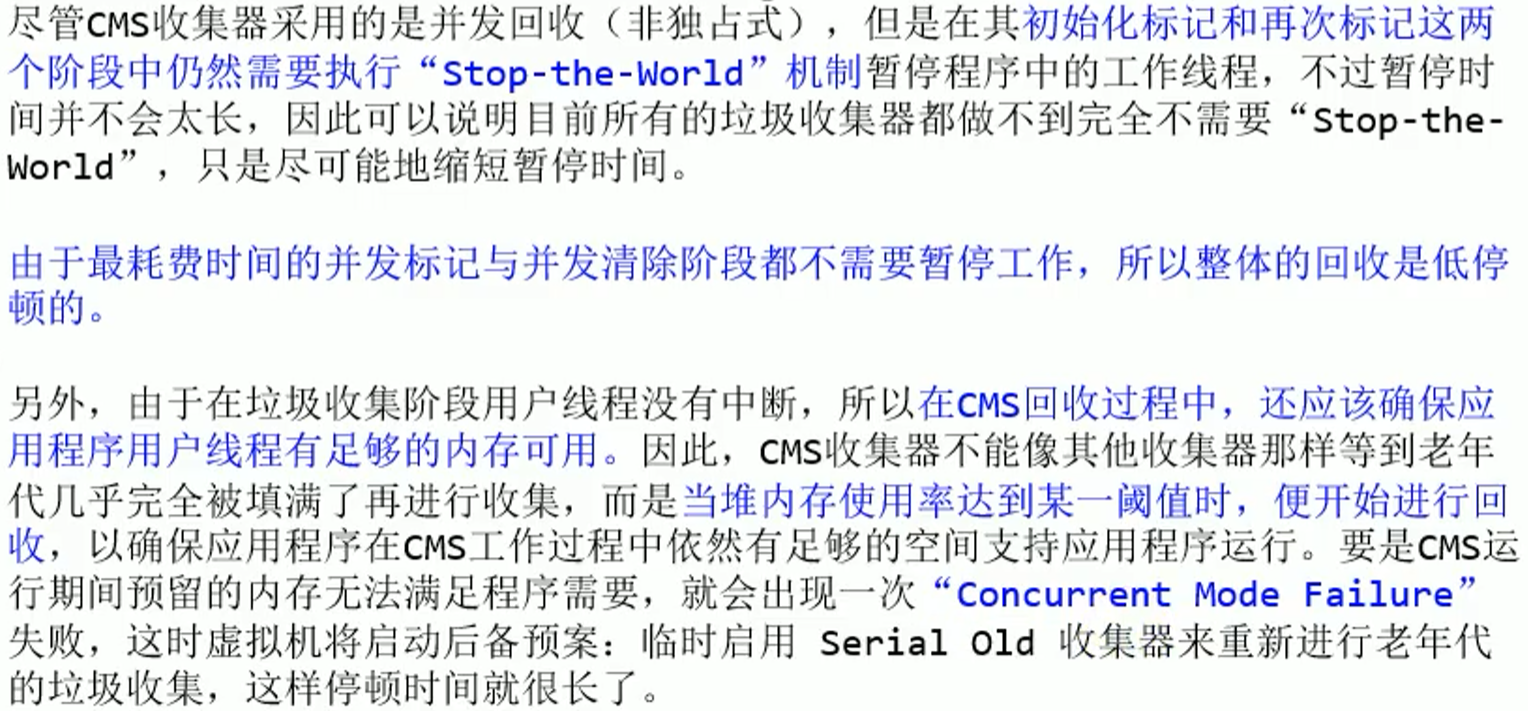 尽管CMS收集器采用的是并发回收（非独占式），但是在其初始化标记和再次标记这两
个阶段中仍然需要执行“Stop-the-World”机制暂停程序中的工作线程，不过暂停时
间并不会太长，因此可以说明目前所有的垃圾收集器都做不到完全不需要“Stop-the-
World”，只是尽可能地缩短暂停时间。
由于最耗费时间的并发标记与并发清除阶段都不需要暂停工作，所以整体的回收是低停
顿的。
另外，由于在垃圾收集阶段用户线程没有中断，所以在CMS回收过程中，还应该确保应
用程序用户线程有足够的内存可用。因此，CMS收集器不能像其他收集器那样等到老年
代几乎完全被填满了再进行收集，而是当堆内存使用率达到某一阈值时，便开始进行回
收，以确保应用程序在CMS工作过程中依然有足够的空间支持应用程序运行。要是CMS运
行期间预留的内存无法满足程序需要，就会出现一次“Concurrent Mode Failure”
失败，这时虚拟机将启动后备预案：临时启用 Serial Old 收集器来重新进行老年代
的垃圾收集，这样停顿时间就很长了。